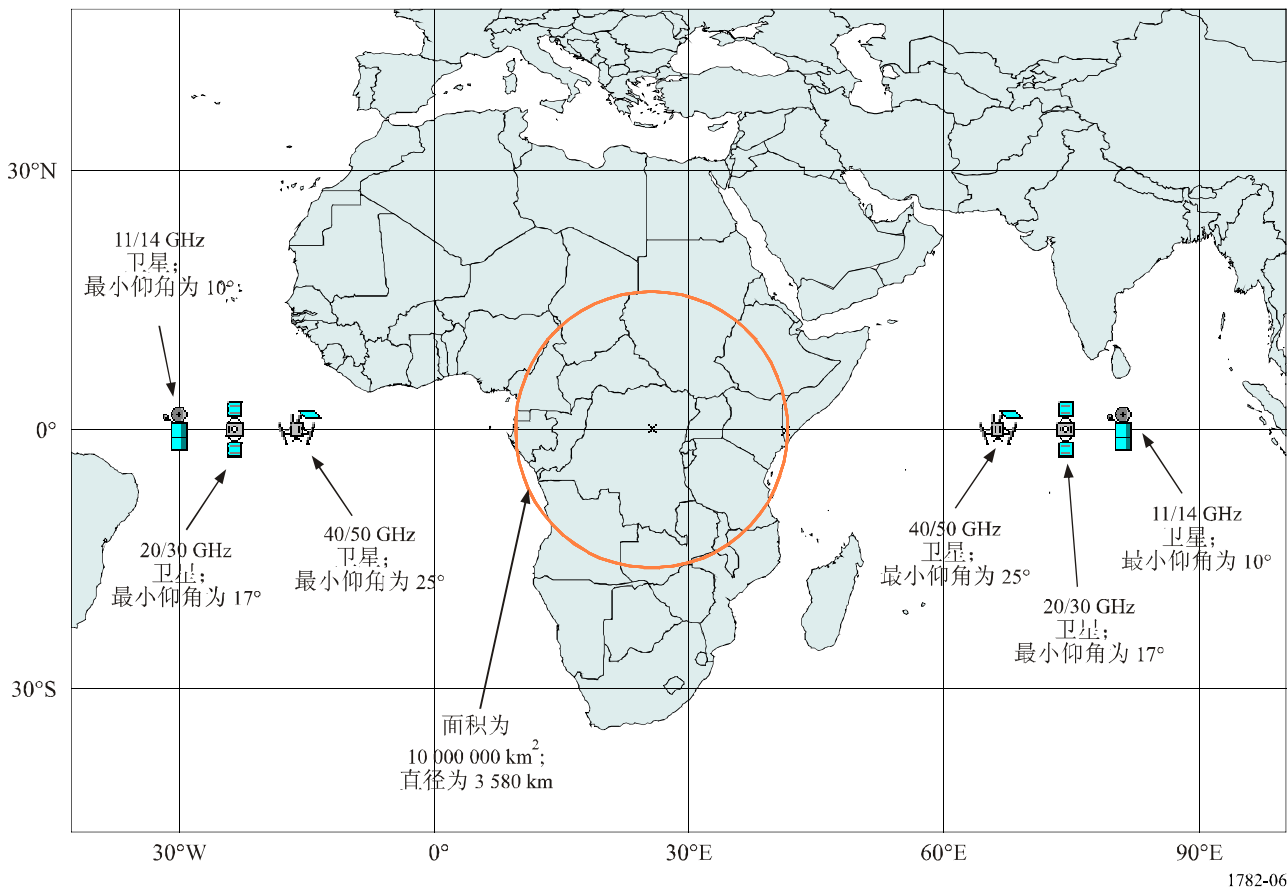 30°N
0°
30°S
11/14 GHz
卫星；
最小仰角为 10°；
20/30 GHz
卫星；
最小仰角为 17°
40/50 GHz
卫星；
最小仰角为 25°
面积为
10 000 000 km²；
直径为 3 580 km
40/50 GHz
卫星；
最小仰角为 25°
20/30 GHz
卫星；
最小仰角为 17°
11/14 GHz
卫星；
最小仰角为 10°
30°W
0°
30°E
60°E
90°E
1782-06